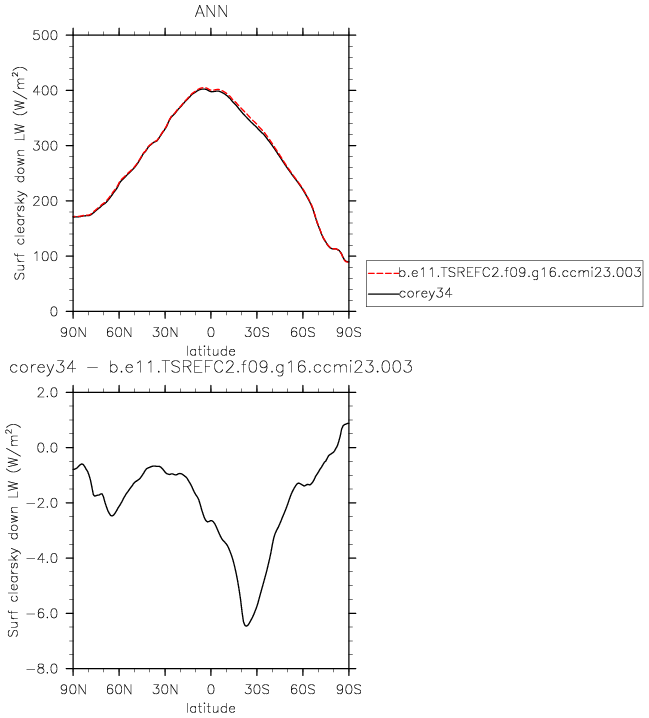 ANN
500
400
300
200
100
0
Surf clearsky down LW (W/m²)
90N 60N 30N 0 30S 60S 90S
latitude
b.e11.TSREFC2.f09.g16.ccmi23.003
corey34
corey34 − b.e11.TSREFC2.f09.g16.ccmi23.003
2.0
0.0
−2.0
−4.0
−6.0
−8.0
Surf clearsky down LW (W/m²)
90N 60N 30N 0 30S 60S 90S
latitude